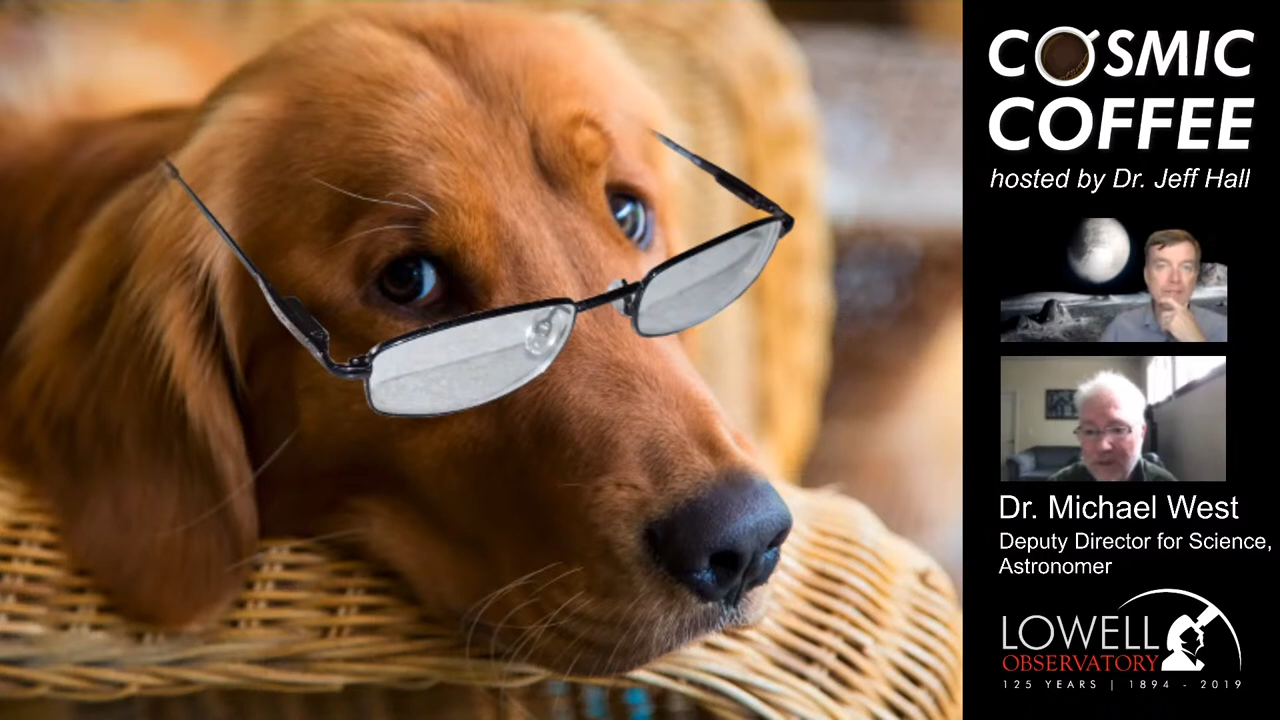 COSMIC
COFFEE
hosted by Dr. Jeff Hall
Dr. Michael West
Deputy Director for Science,
Astronomer
LOWELL
OBSERVATORY
125 YEARS | 1894 - 2019